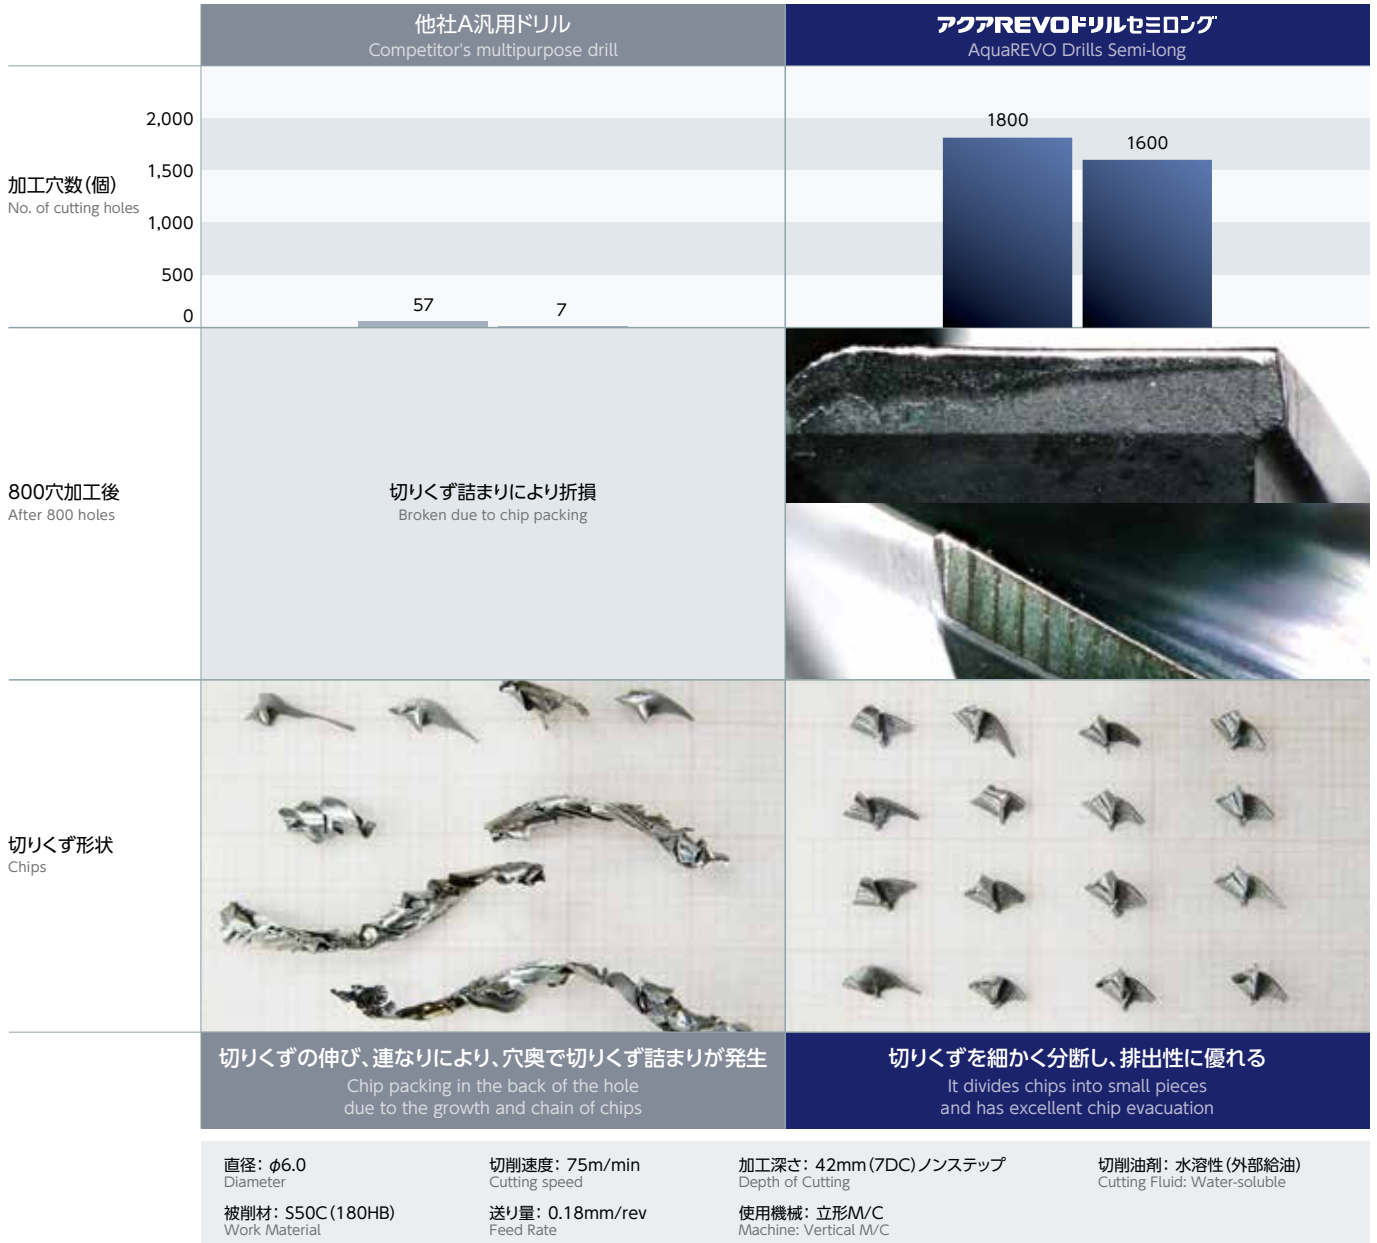 他社A汎用ドリル
Competitor's multipurpose drill
アクアREVOドリルセミロング
AquaREVO Drills Semi-long
加工穴数(個)
No. of cutting holes
2,000
1,500
1,000
500
0
57
7
1800
1600
800穴加工後
After 800 holes
切りくず詰まりにより折損
Broken due to chip packing
切りくず形状
Chips
切りくずの伸び、連なりにより、穴奥で切りくず詰まりが発生
Chip packing in the back of the hole
due to the growth and chain of chips
切りくずを細かく分断し、排出性に優れる
It divides chips into small pieces
and has excellent chip evacuation
直径: φ6.0
Diameter
切削速度: 75m/min
Cutting speed
加工深さ: 42mm(7DC)ノンステップ
Depth of Cutting
切削油剤: 水溶性(外部給油)
Cutting Fluid: Water-soluble
被削材: S50C(180HB)
Work Material
送り量: 0.18mm/rev
Feed Rate
使用機械: 立形M/C
Machine: Vertical M/C